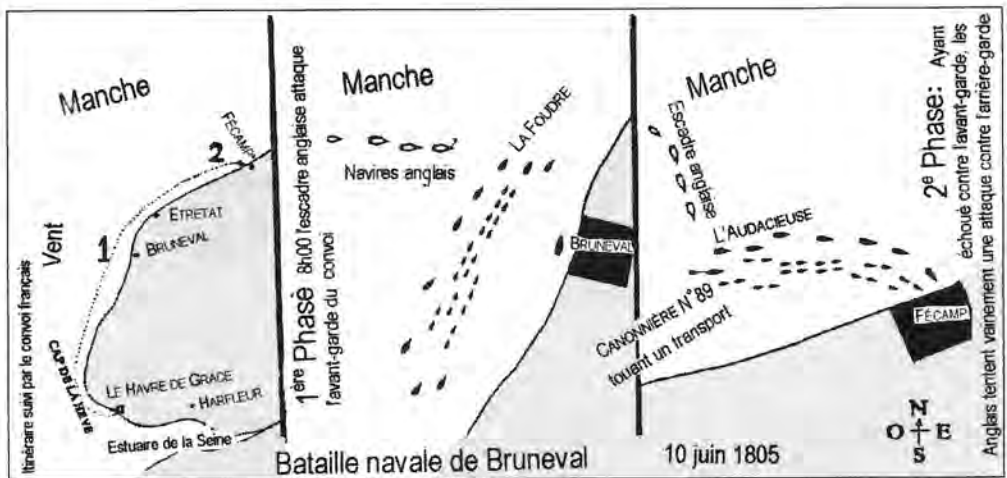 Itinéraire suivi par le convoi français
Vent
Manche
FÉCAMP
2
1
ETRETAT
BRUNEVAL
CAP DE LA HÈVE
LE HAVRE DE GRACE
HARFLEUR
Estuaire de la Seine
1ère Phase 8h00 l'escadre anglaise attaque
l'avant-garde du convoi
Manche
LA FOUDRE
Navires anglais
BRUNEVAL
Manche
Escadre anglaise
L'AUDACIEUSE
CANONNIÈRE N°89
touant un transport
FÉCAMP
2e Phase: Ayant
échoué contre l'avant-garde, les
Anglais tentent vainement une attaque contre l'arrière-garde
N
O E
S
Bataille navale de Bruneval 10 juin 1805